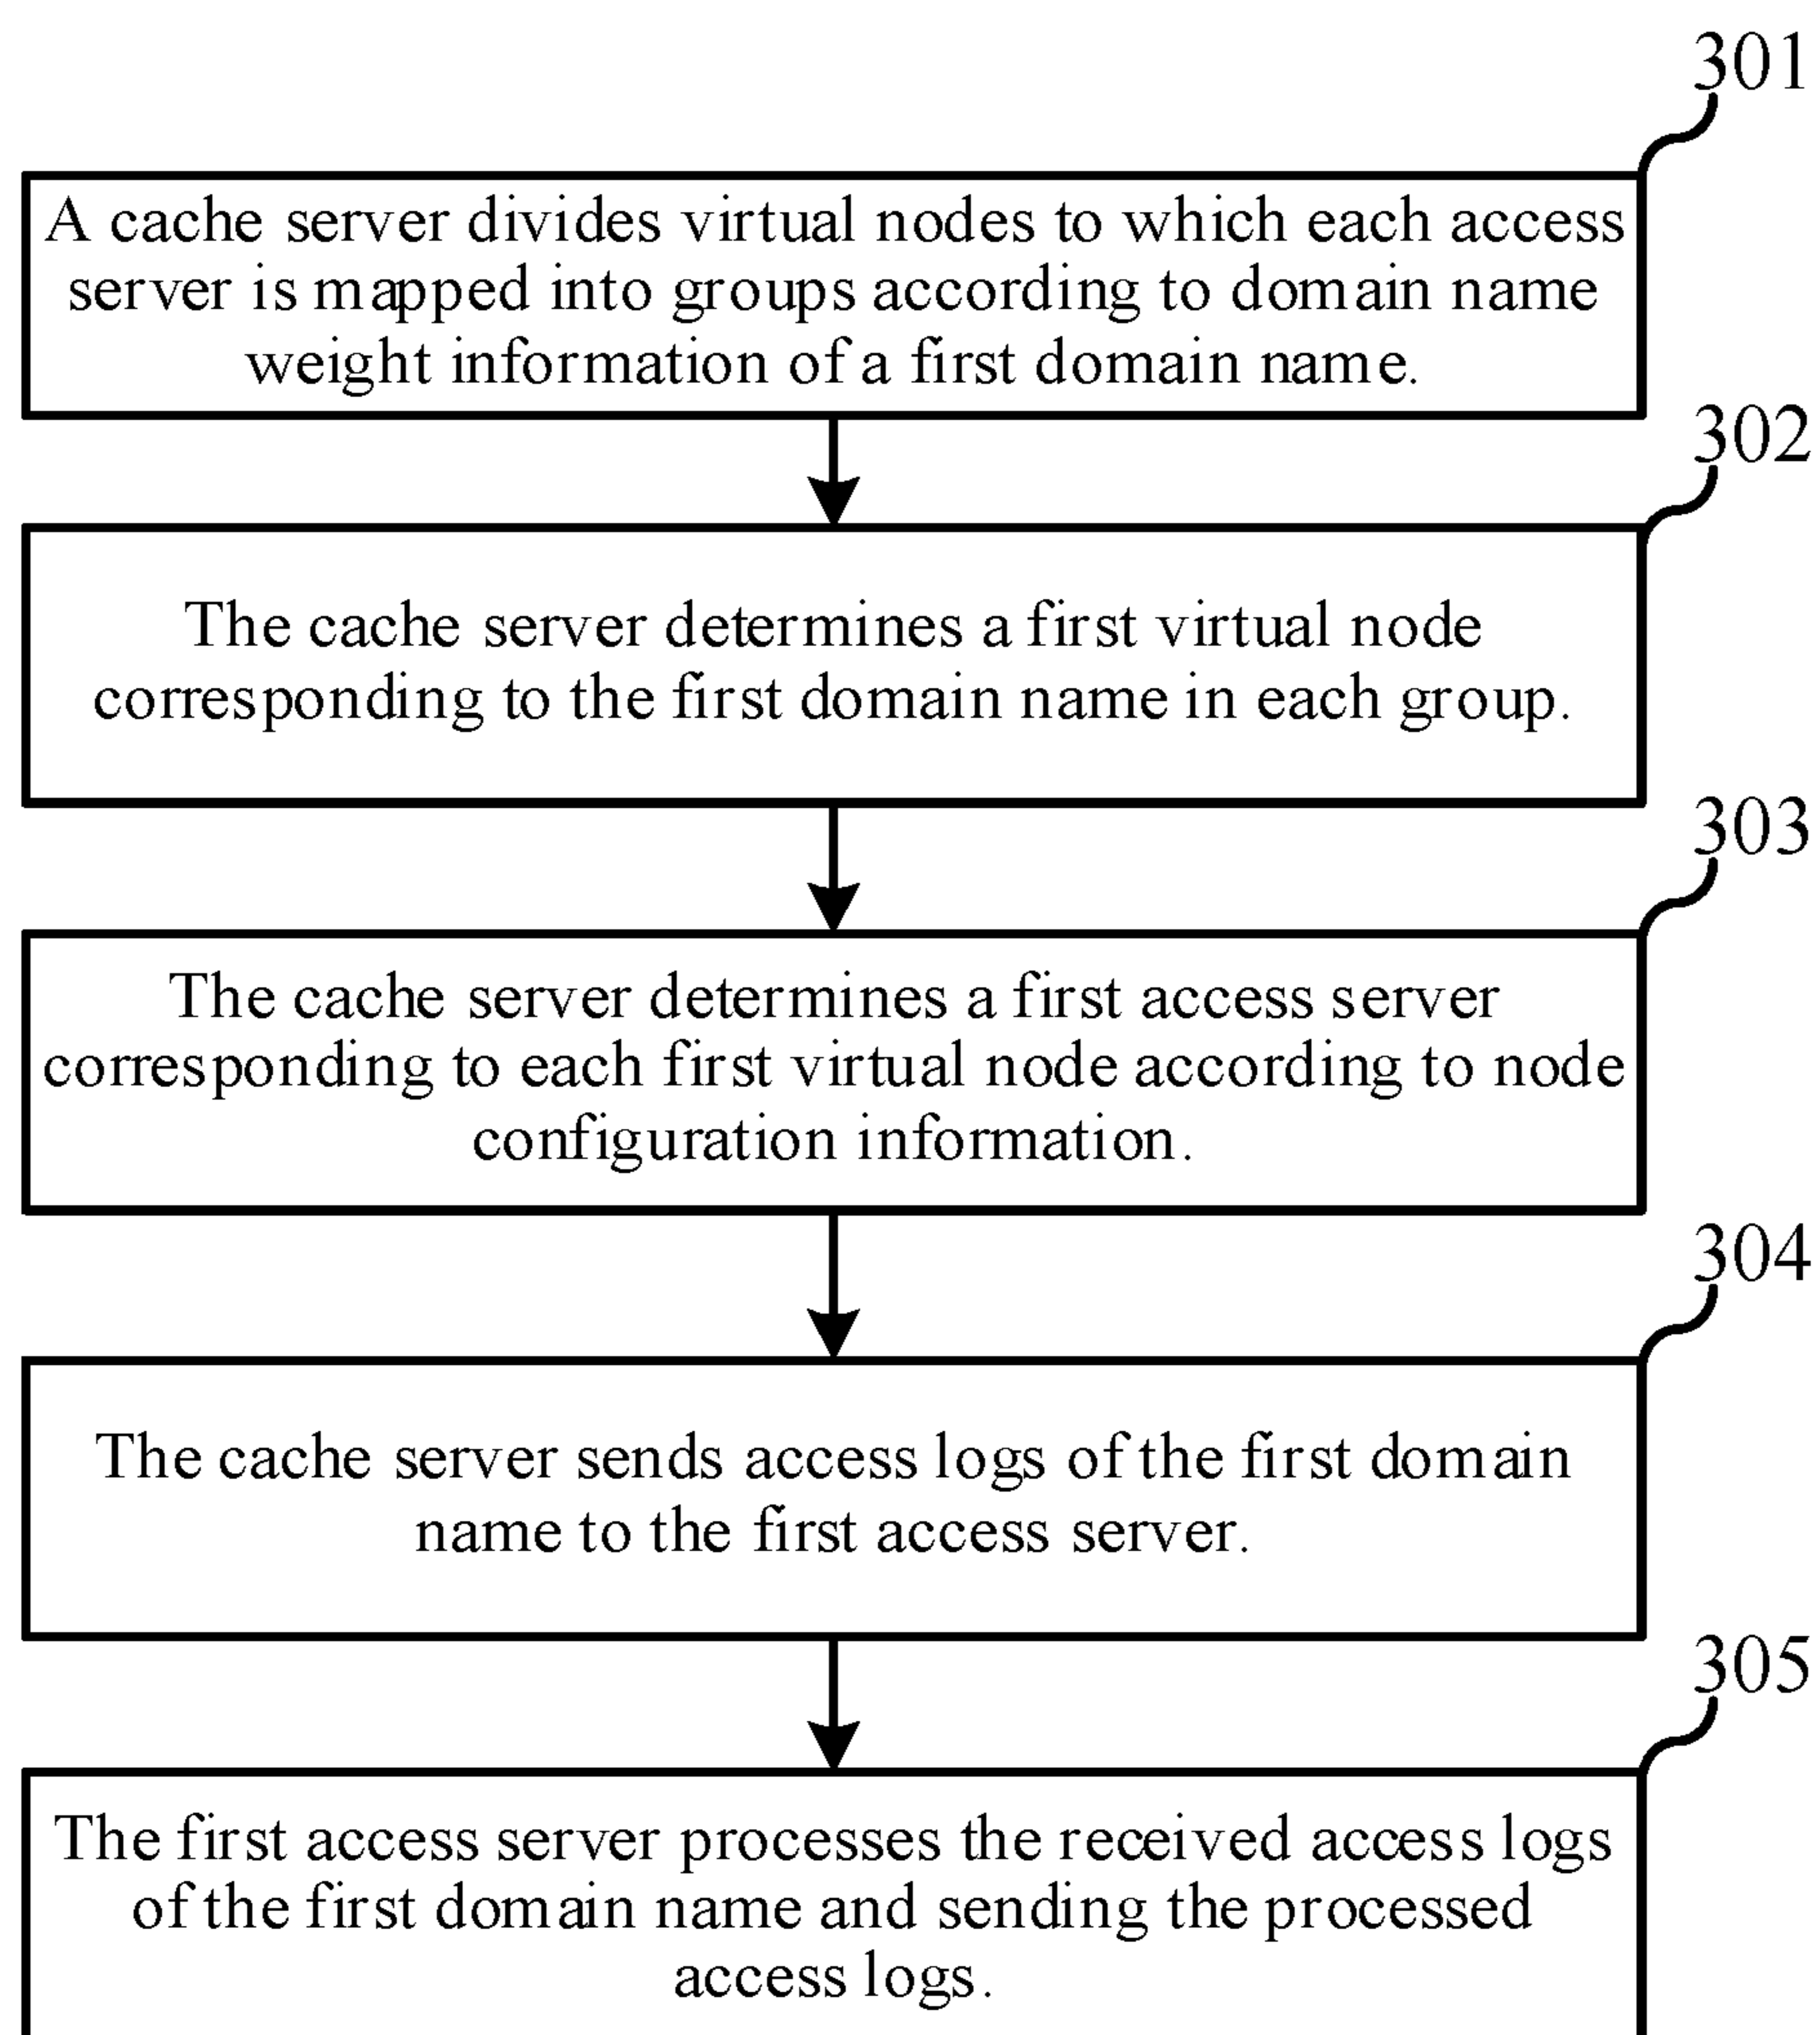 301
A cache server divides virtual nodes to which each access
server is mapped into groups according to domain name
weight information of a first domain name.
302
The cache server determines a first virtual node
corresponding to the first domain name in each group.
303
The cache server determines a first access server
corresponding to each first virtual node according to node
configuration information.
304
The cache server sends access logs of the first domain
name to the first access server.
305
The first access server processes the received access logs
of the first domain name and sending the processed
access logs.